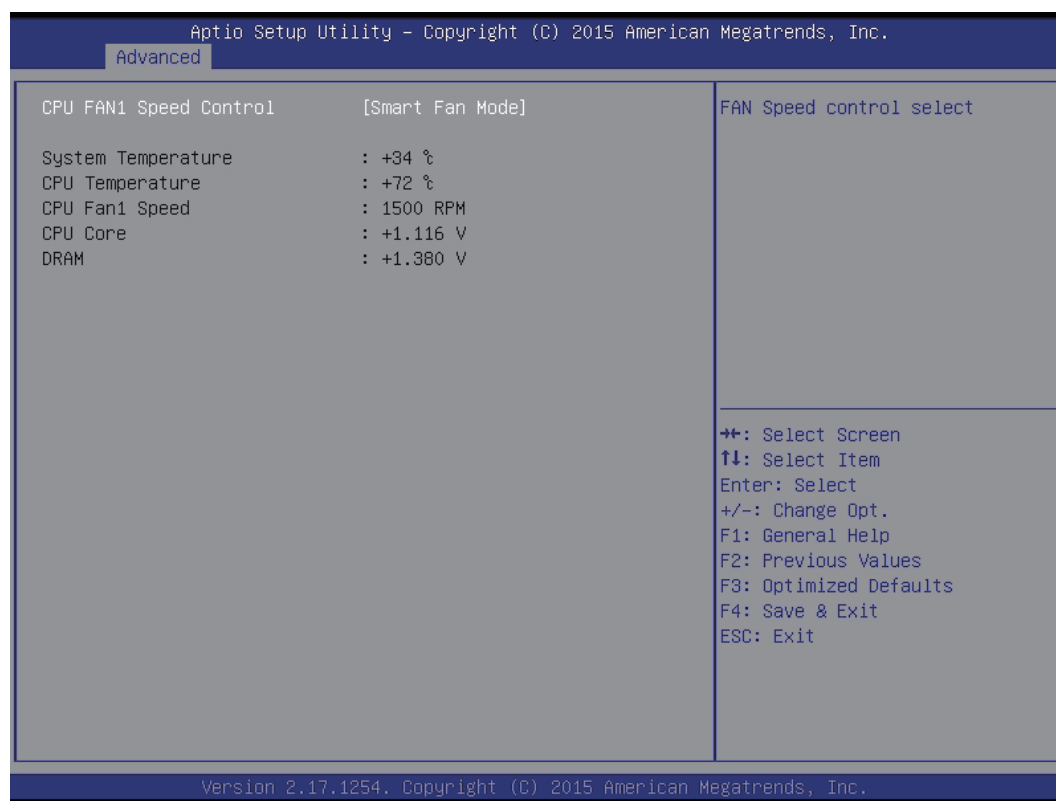 Aptio Setup Utility – Copyright (C) 2015 American Megatrends, Inc.
Advanced
CPU FAN1 Speed Control [Smart Fan Mode]
System Temperature : +34 ℃
CPU Temperature : +72 ℃
CPU Fan1 Speed : 1500 RPM
CPU Core : +1.116 V
DRAM : +1.380 V
FAN Speed control select
→←: Select Screen
↑↓: Select Item
Enter: Select
+/-: Change Opt.
F1: General Help
F2: Previous Values
F3: Optimized Defaults
F4: Save & Exit
ESC: Exit
Version 2.17.1254. Copyright (C) 2015 American Megatrends, Inc.